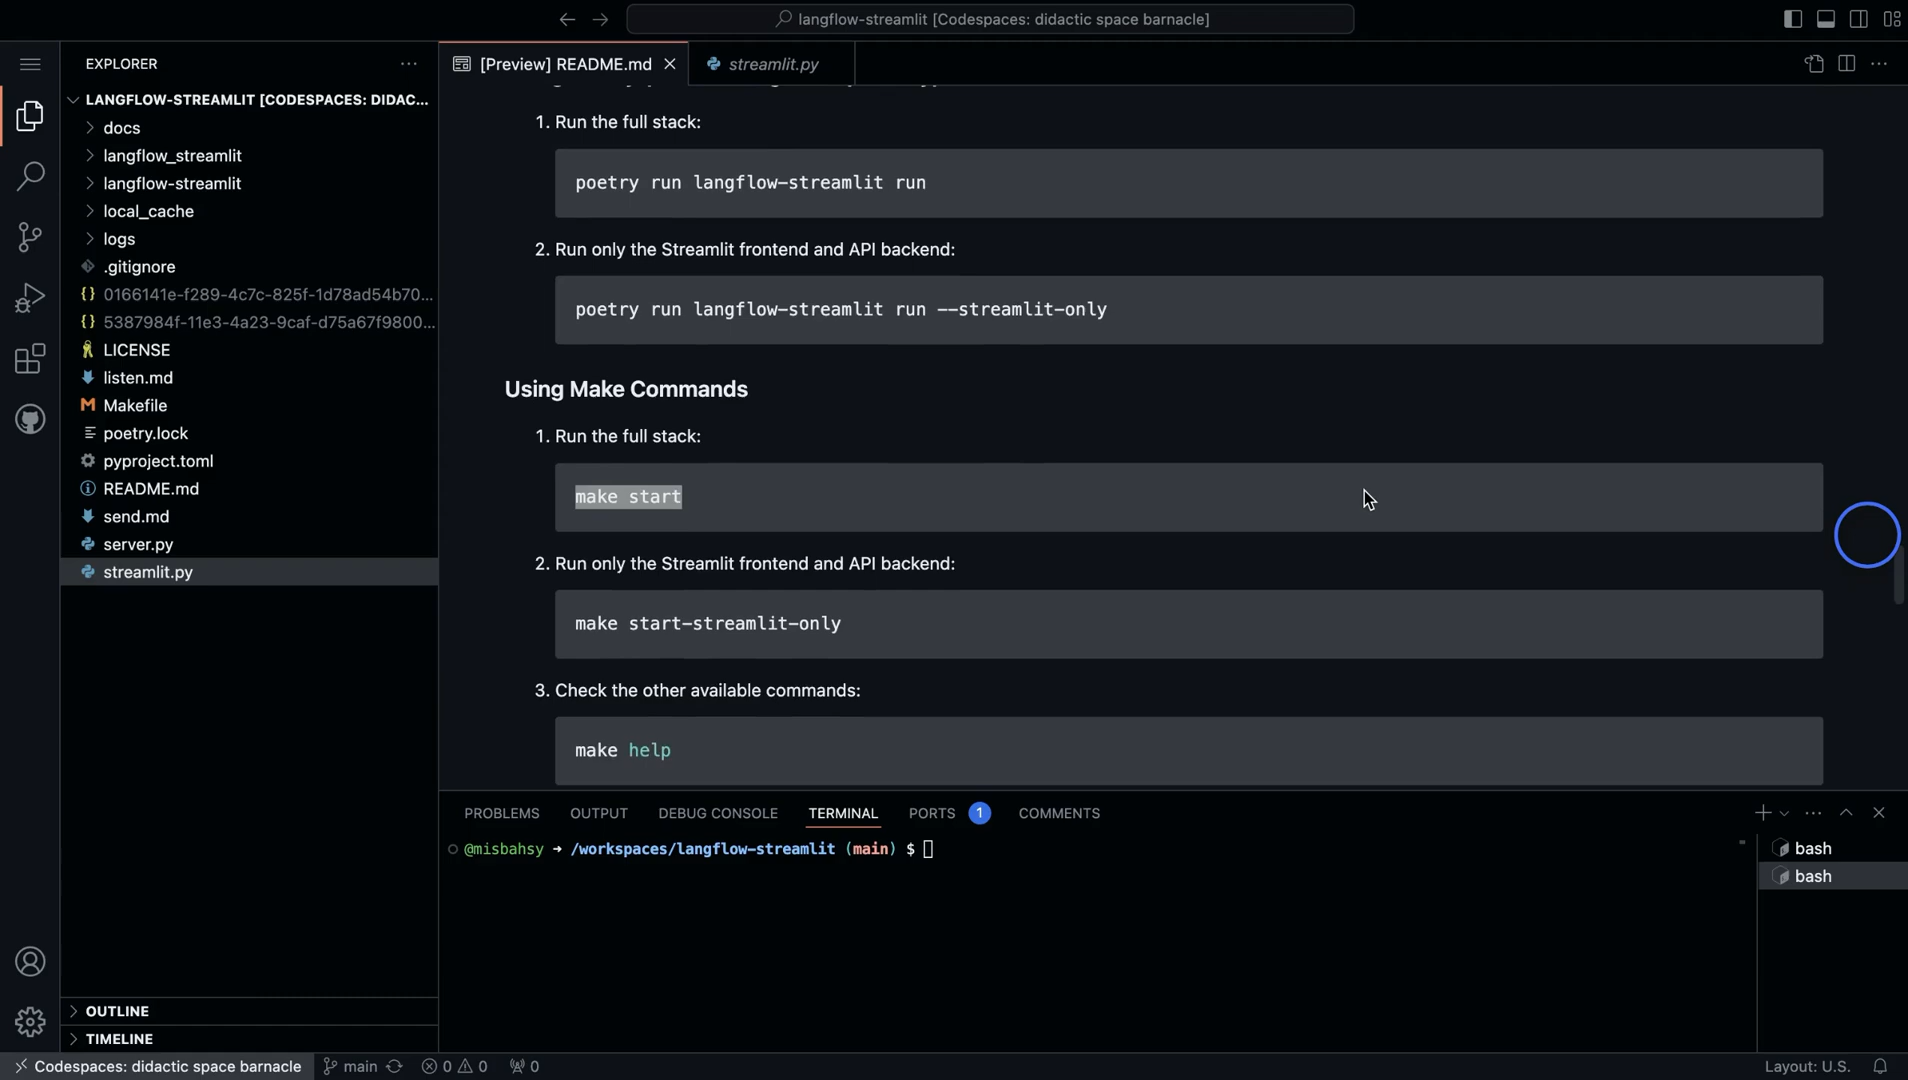 langflow-streamlit [Codespaces: didactic space barnacle]
EXPLORER
[Preview] README.md
streamlit.py
LANGFLOW-STREAMLIT [CODESPACES: DIDAC...
docs
langflow_streamlit
langflow-streamlit
local_cache
logs
.gitignore
0166141e-f289-4c7c-825f-1d78ad54b70...
5387984f-11e3-4a23-9caf-d75a67f9800...
LICENSE
listen.md
Makefile
poetry.lock
pyproject.toml
README.md
send.md
server.py
streamlit.py
OUTLINE
TIMELINE
1. Run the full stack:
poetry run langflow-streamlit run
2. Run only the Streamlit frontend and API backend:
poetry run langflow-streamlit run --streamlit-only
Using Make Commands
1. Run the full stack:
make start
2. Run only the Streamlit frontend and API backend:
make start-streamlit-only
3. Check the other available commands:
make help
PROBLEMS OUTPUT DEBUG CONSOLE TERMINAL PORTS 1 COMMENTS
@misbahsy → /workspaces/langflow-streamlit (main) $
bash
bash
Codespaces: didactic space barnacle main 0 0 0 Layout: U.S.